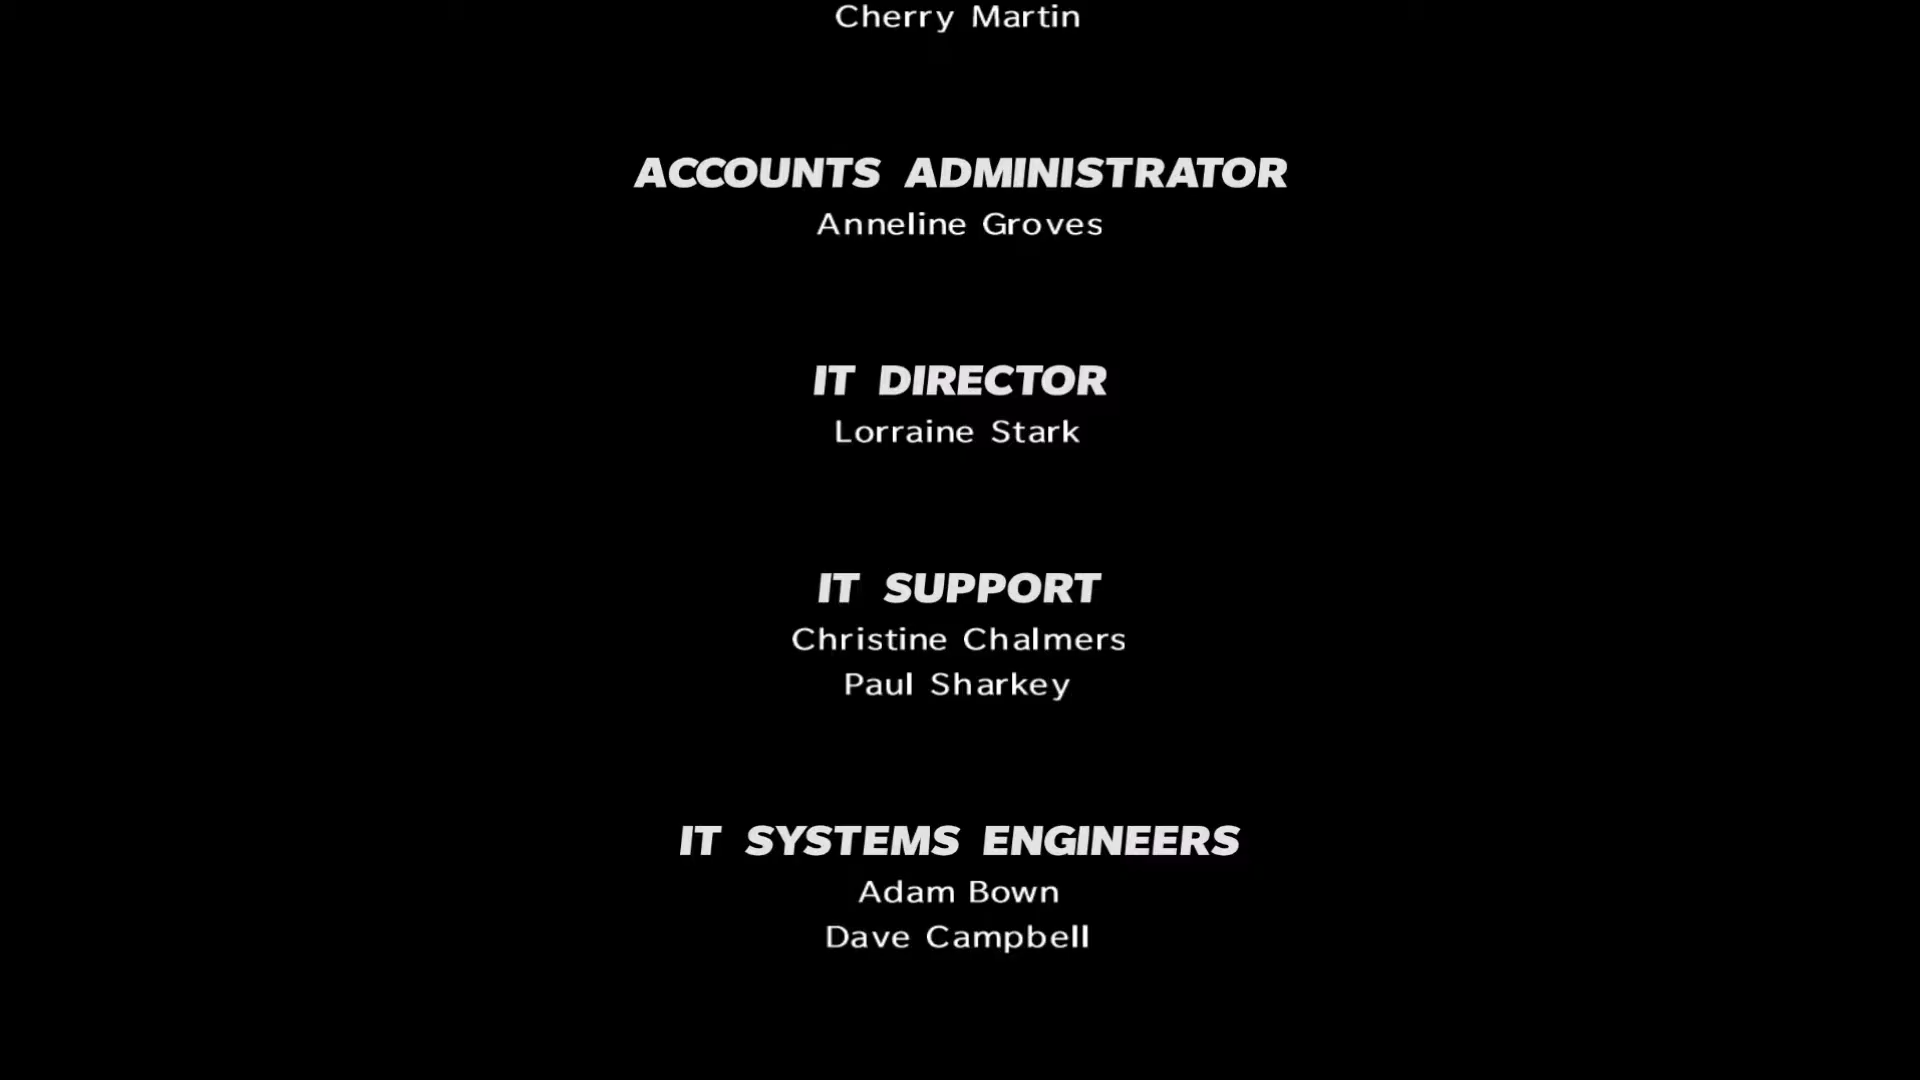 Cherry Martin
ACCOUNTS ADMINISTRATOR
Anneline Groves
IT DIRECTOR
Lorraine Stark
IT SUPPORT
Christine Chalmers
Paul Sharkey
IT SYSTEMS ENGINEERS
Adam Bown
Dave Campbell